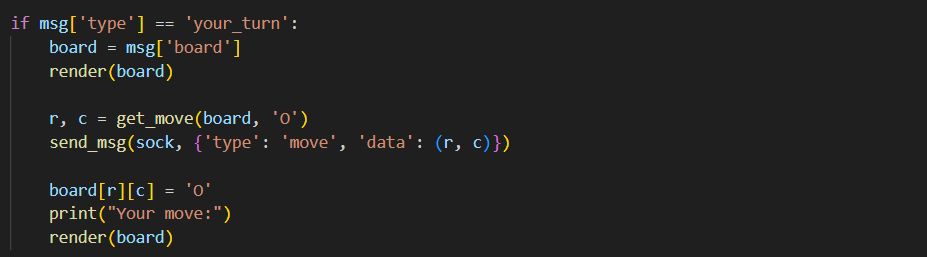 if msg['type'] == 'your_turn':
    board = msg['board']
    render(board)

    r, c = get_move(board, 'O')
    send_msg(sock, {'type': 'move', 'data': (r, c)})

    board[r][c] = 'O'
    print("Your move:")
    render(board)